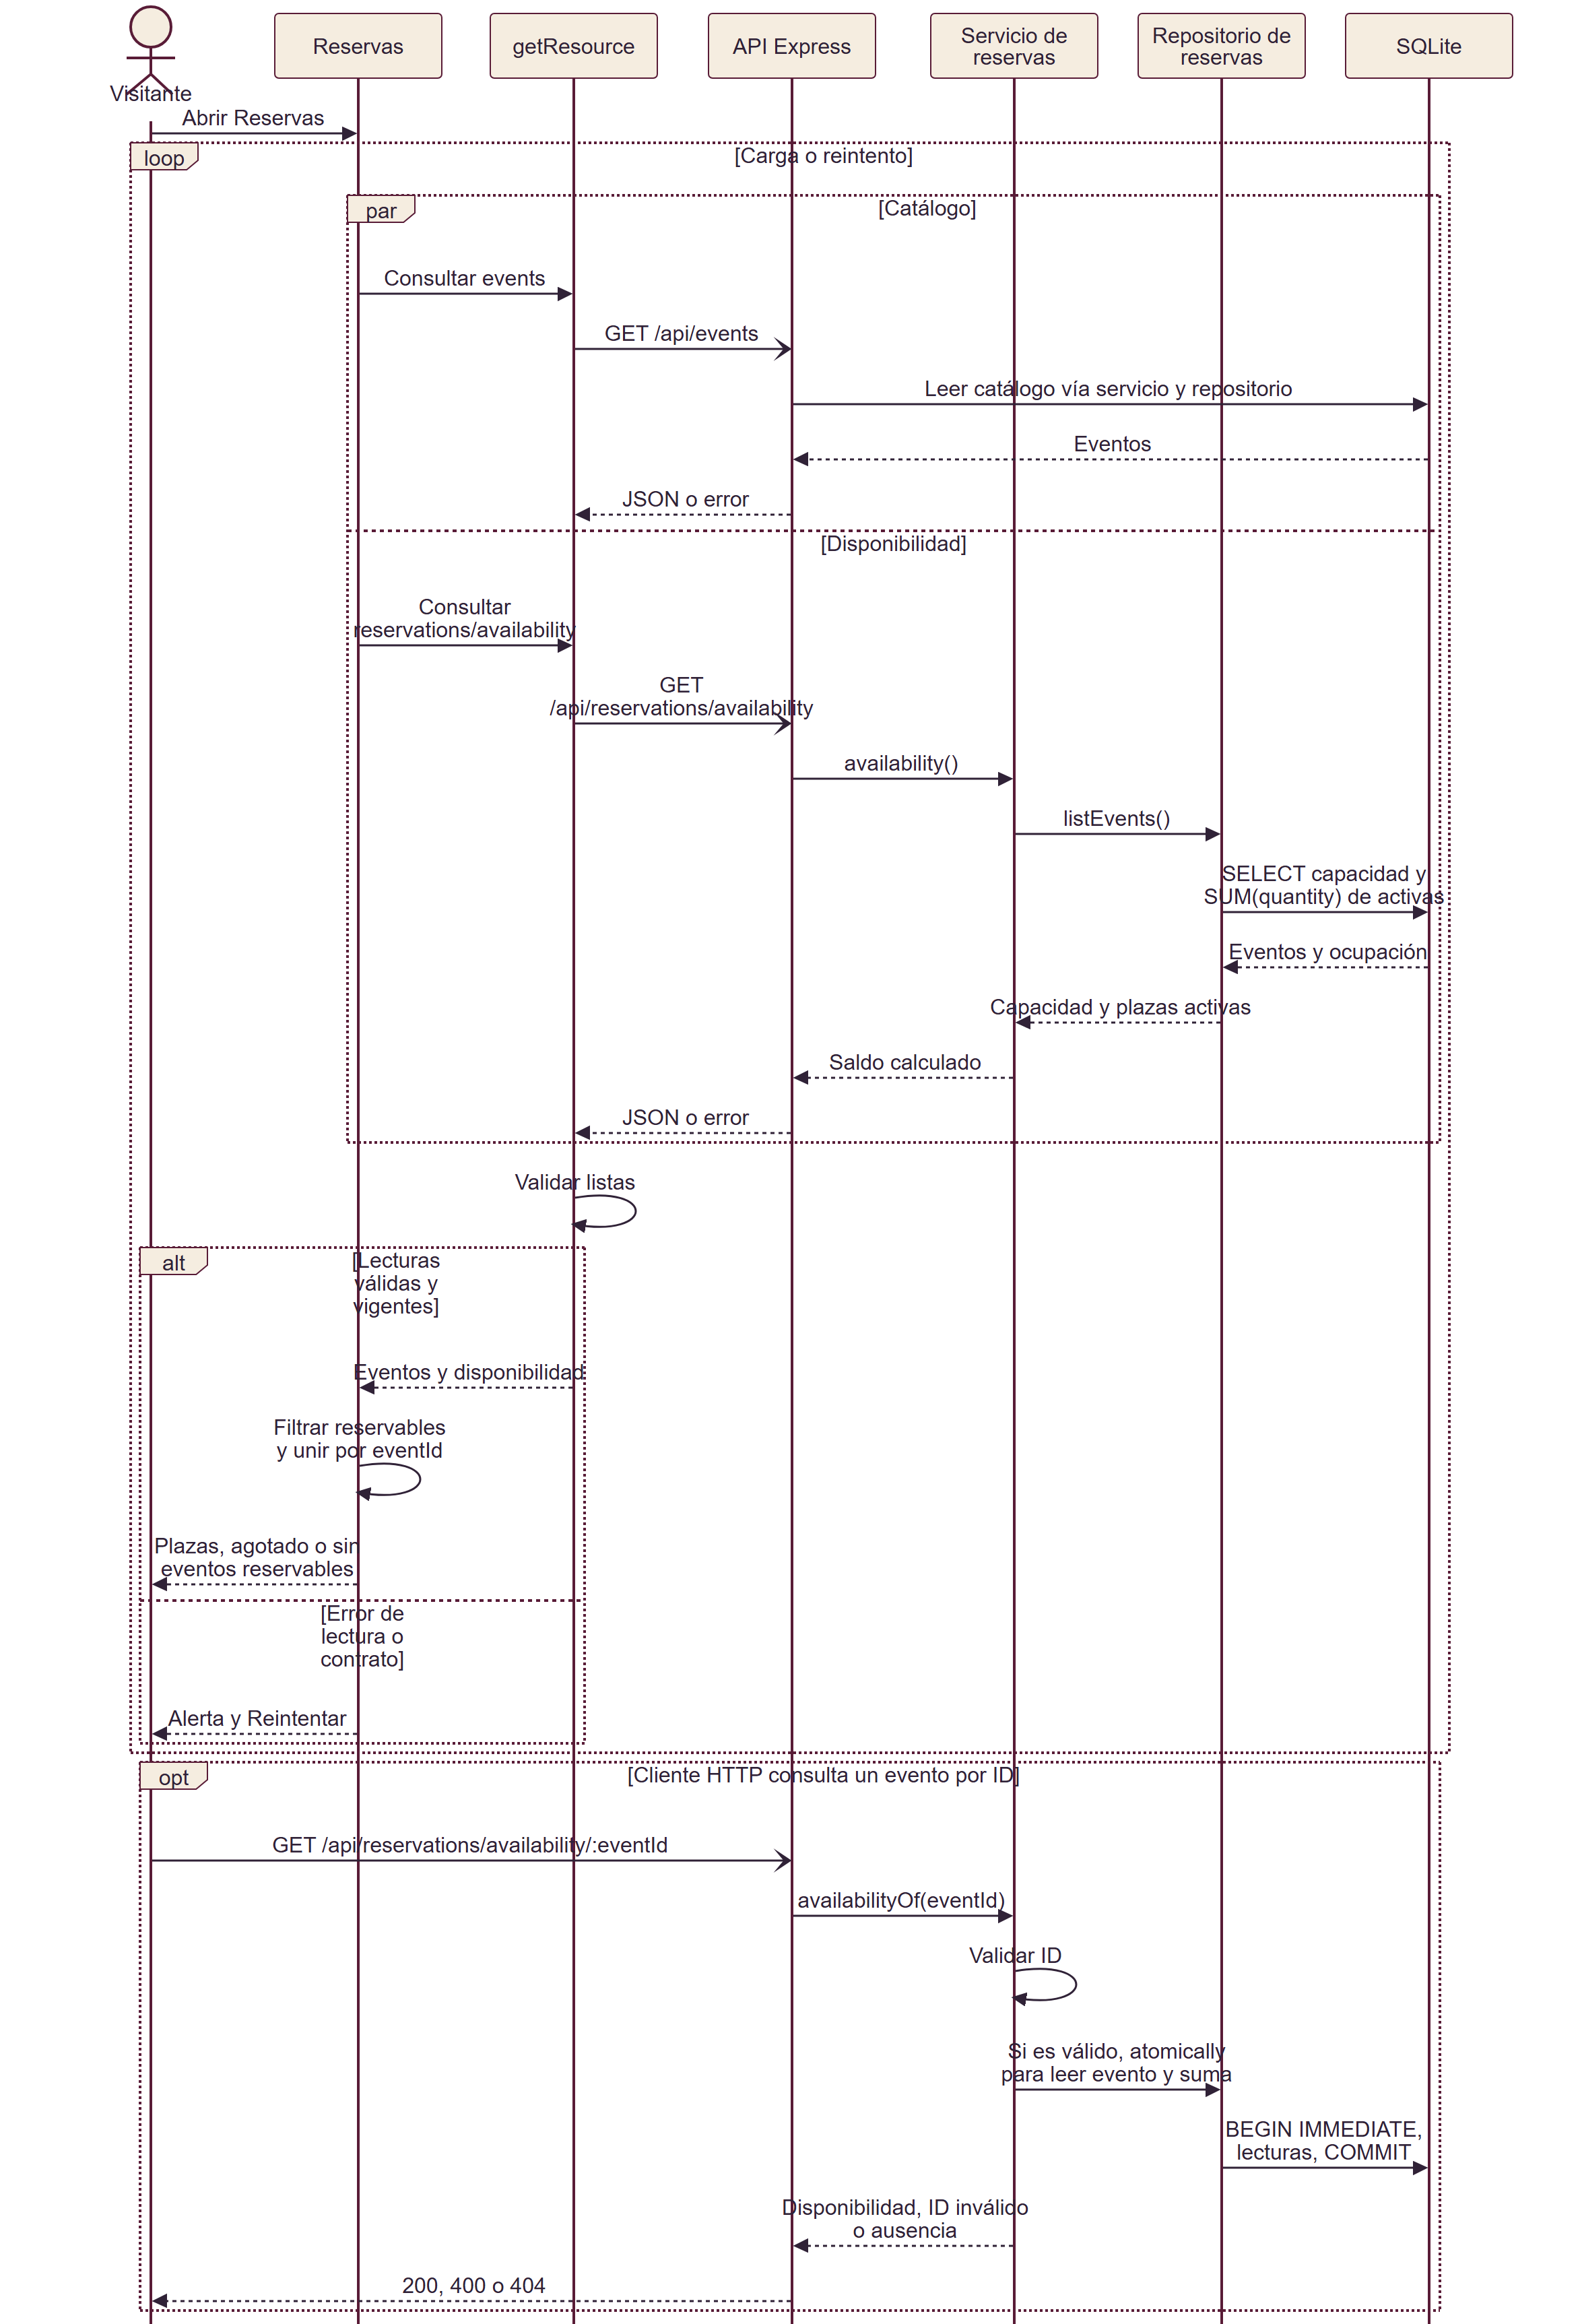 Visitante
Reservas
getResource
API Express
Servicio de
reservas
Repositorio de
reservas
SQLite
Abrir Reservas
loop
[Carga o reintento]
par
[Catálogo]
Consultar events
GET /api/events
Leer catálogo vía servicio y repositorio
Eventos
JSON o error
[Disponibilidad]
Consultar
reservations/availability
GET
/api/reservations/availability
availability()
listEvents()
SELECT capacidad y
SUM(quantity) de activas
Eventos y ocupación
Capacidad y plazas activas
Saldo calculado
JSON o error
Validar listas
alt
[Lecturas
válidas y
vigentes]
Eventos y disponibilidad
Filtrar reservables
y unir por eventId
Plazas, agotado o sin
eventos reservables
[Error de
lectura o
contrato]
Alerta y Reintentar
opt
[Cliente HTTP consulta un evento por ID]
GET /api/reservations/availability/:eventId
availabilityOf(eventId)
Validar ID
Si es válido, atomically
para leer evento y suma
BEGIN IMMEDIATE,
lecturas, COMMIT
Disponibilidad, ID inválido
o ausencia
200, 400 o 404